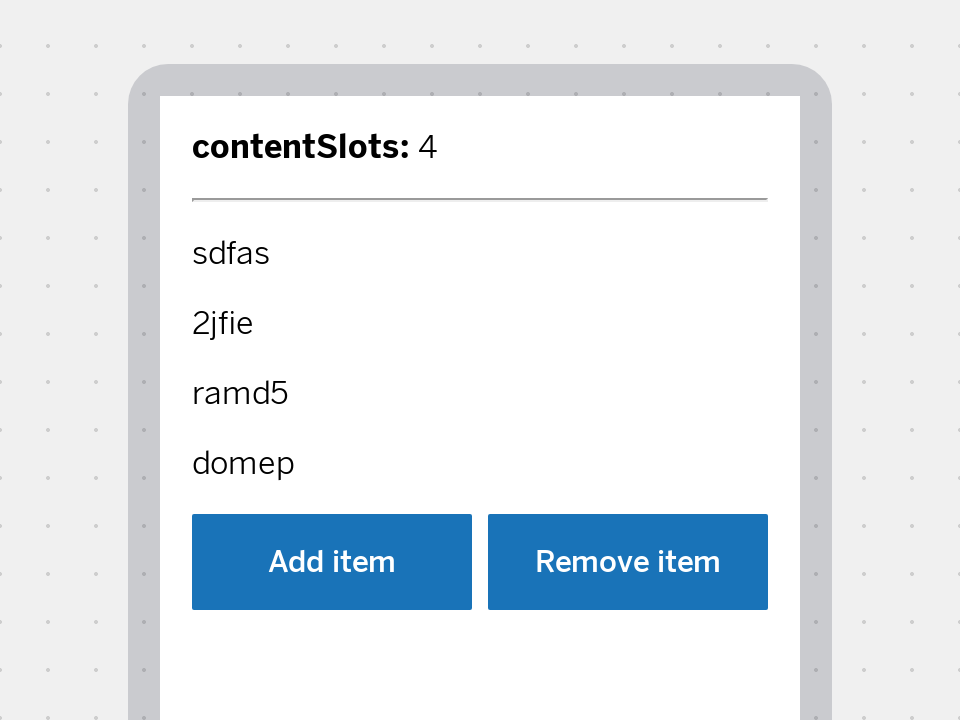 contentSlots: 4
sdfas
2jfie
ramd5
domep
Add item
Remove item